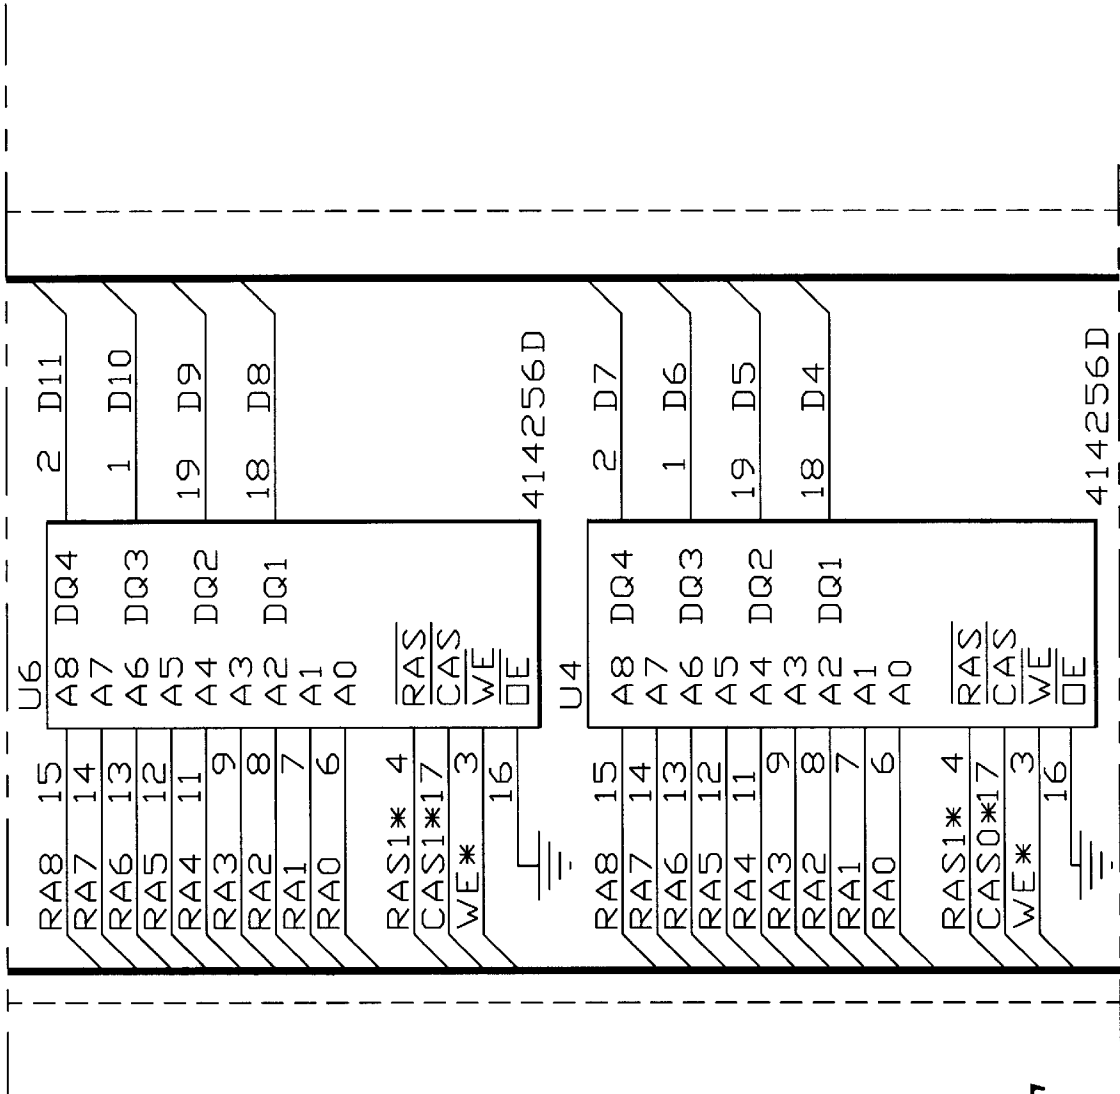 U6
RA8 15 A8 DQ4 2 D11
RA7 14 A7
RA6 13 A6 DQ3 1 D10
RA5 12 A5
RA4 11 A4 DQ2 19 D9
RA3 9 A3
RA2 8 A2 DQ1 18 D8
RA1 7 A1
RA0 6 A0
RAS1* 4 RAS
CAS1* 17 CAS
WE* 3 WE
16 OE
414256D
U4
RA8 15 A8 DQ4 2 D7
RA7 14 A7
RA6 13 A6 DQ3 1 D6
RA5 12 A5
RA4 11 A4 DQ2 19 D5
RA3 9 A3
RA2 8 A2 DQ1 18 D4
RA1 7 A1
RA0 6 A0
RAS1* 4 RAS
CAS0* 17 CAS
WE* 3 WE
16 OE
414256D